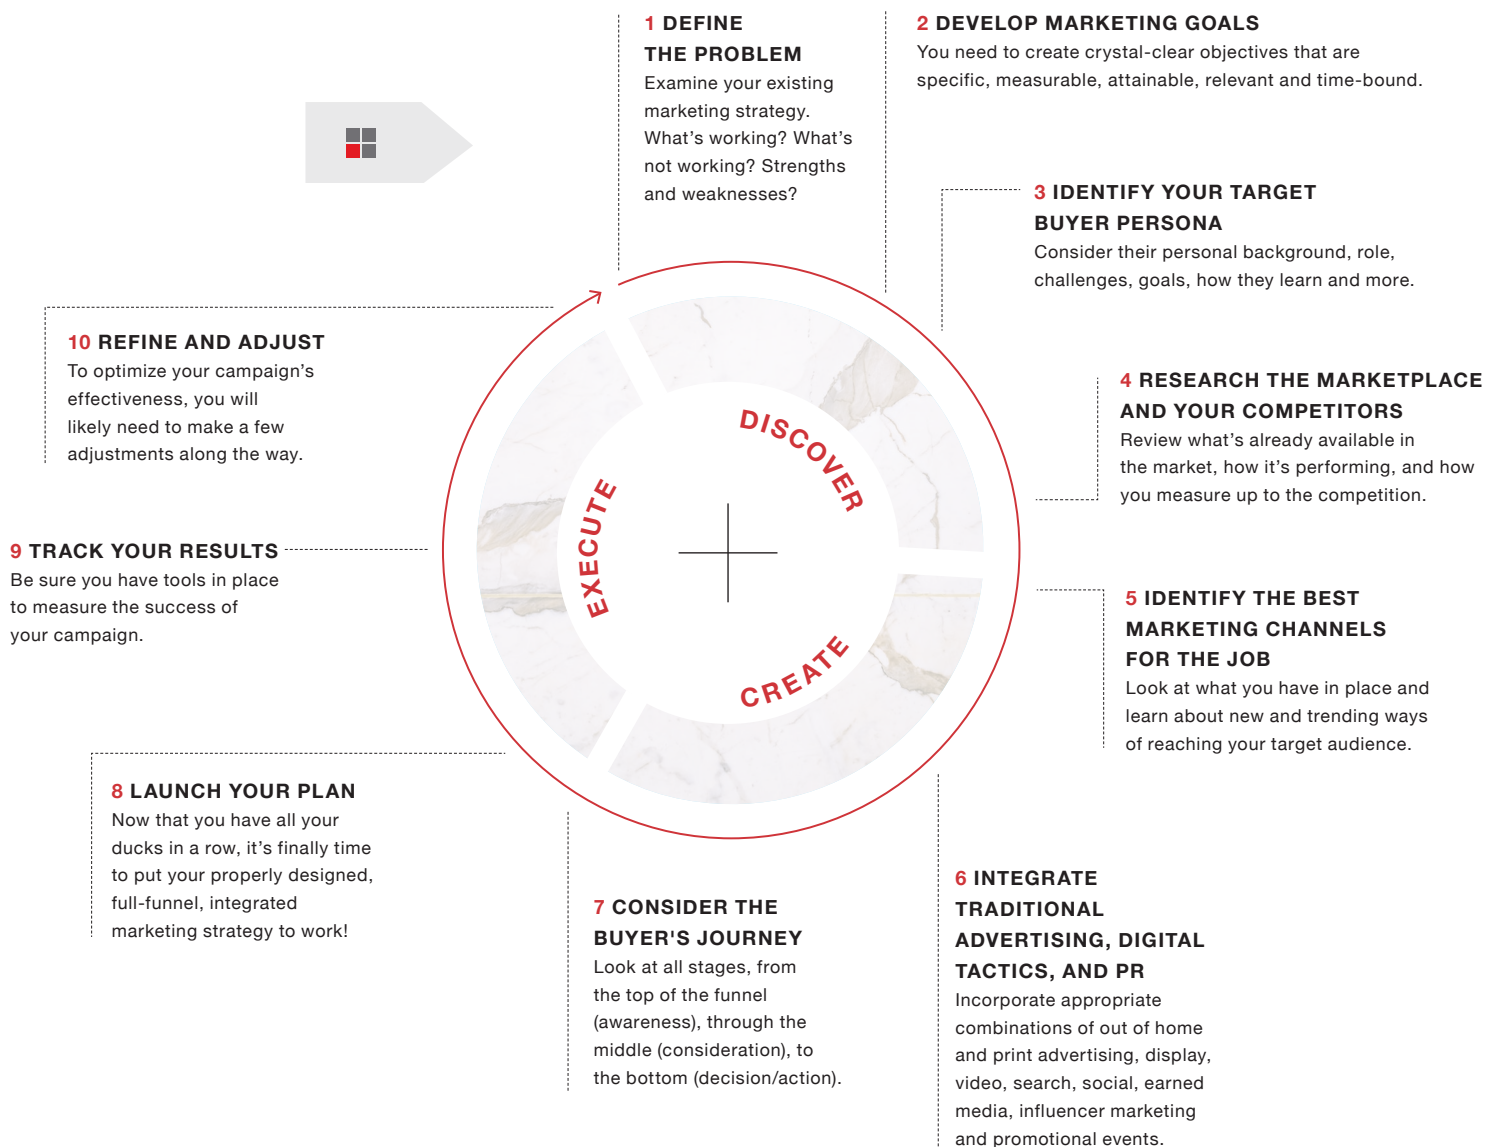 1 DEFINE
THE PROBLEM
Examine your existing
marketing strategy.
What’s working? What’s
not working? Strengths
and weaknesses?
2 DEVELOP MARKETING GOALS
You need to create crystal-clear objectives that are
specific, measurable, attainable, relevant and time-bound.
3 IDENTIFY YOUR TARGET
BUYER PERSONA
Consider their personal background, role,
challenges, goals, how they learn and more.
4 RESEARCH THE MARKETPLACE
AND YOUR COMPETITORS
Review what’s already available in
the market, how it’s performing, and how
you measure up to the competition.
5 IDENTIFY THE BEST
MARKETING CHANNELS
FOR THE JOB
Look at what you have in place and
learn about new and trending ways
of reaching your target audience.
6 INTEGRATE
TRADITIONAL
ADVERTISING, DIGITAL
TACTICS, AND PR
Incorporate appropriate
combinations of out of home
and print advertising, display,
video, search, social, earned
media, influencer marketing
and promotional events.
7 CONSIDER THE
BUYER'S JOURNEY
Look at all stages, from
the top of the funnel
(awareness), through the
middle (consideration), to
the bottom (decision/action).
8 LAUNCH YOUR PLAN
Now that you have all your
ducks in a row, it’s finally time
to put your properly designed,
full-funnel, integrated
marketing strategy to work!
9 TRACK YOUR RESULTS
Be sure you have tools in place
to measure the success of
your campaign.
10 REFINE AND ADJUST
To optimize your campaign’s
effectiveness, you will
likely need to make a few
adjustments along the way.
DISCOVER
CREATE
EXECUTE